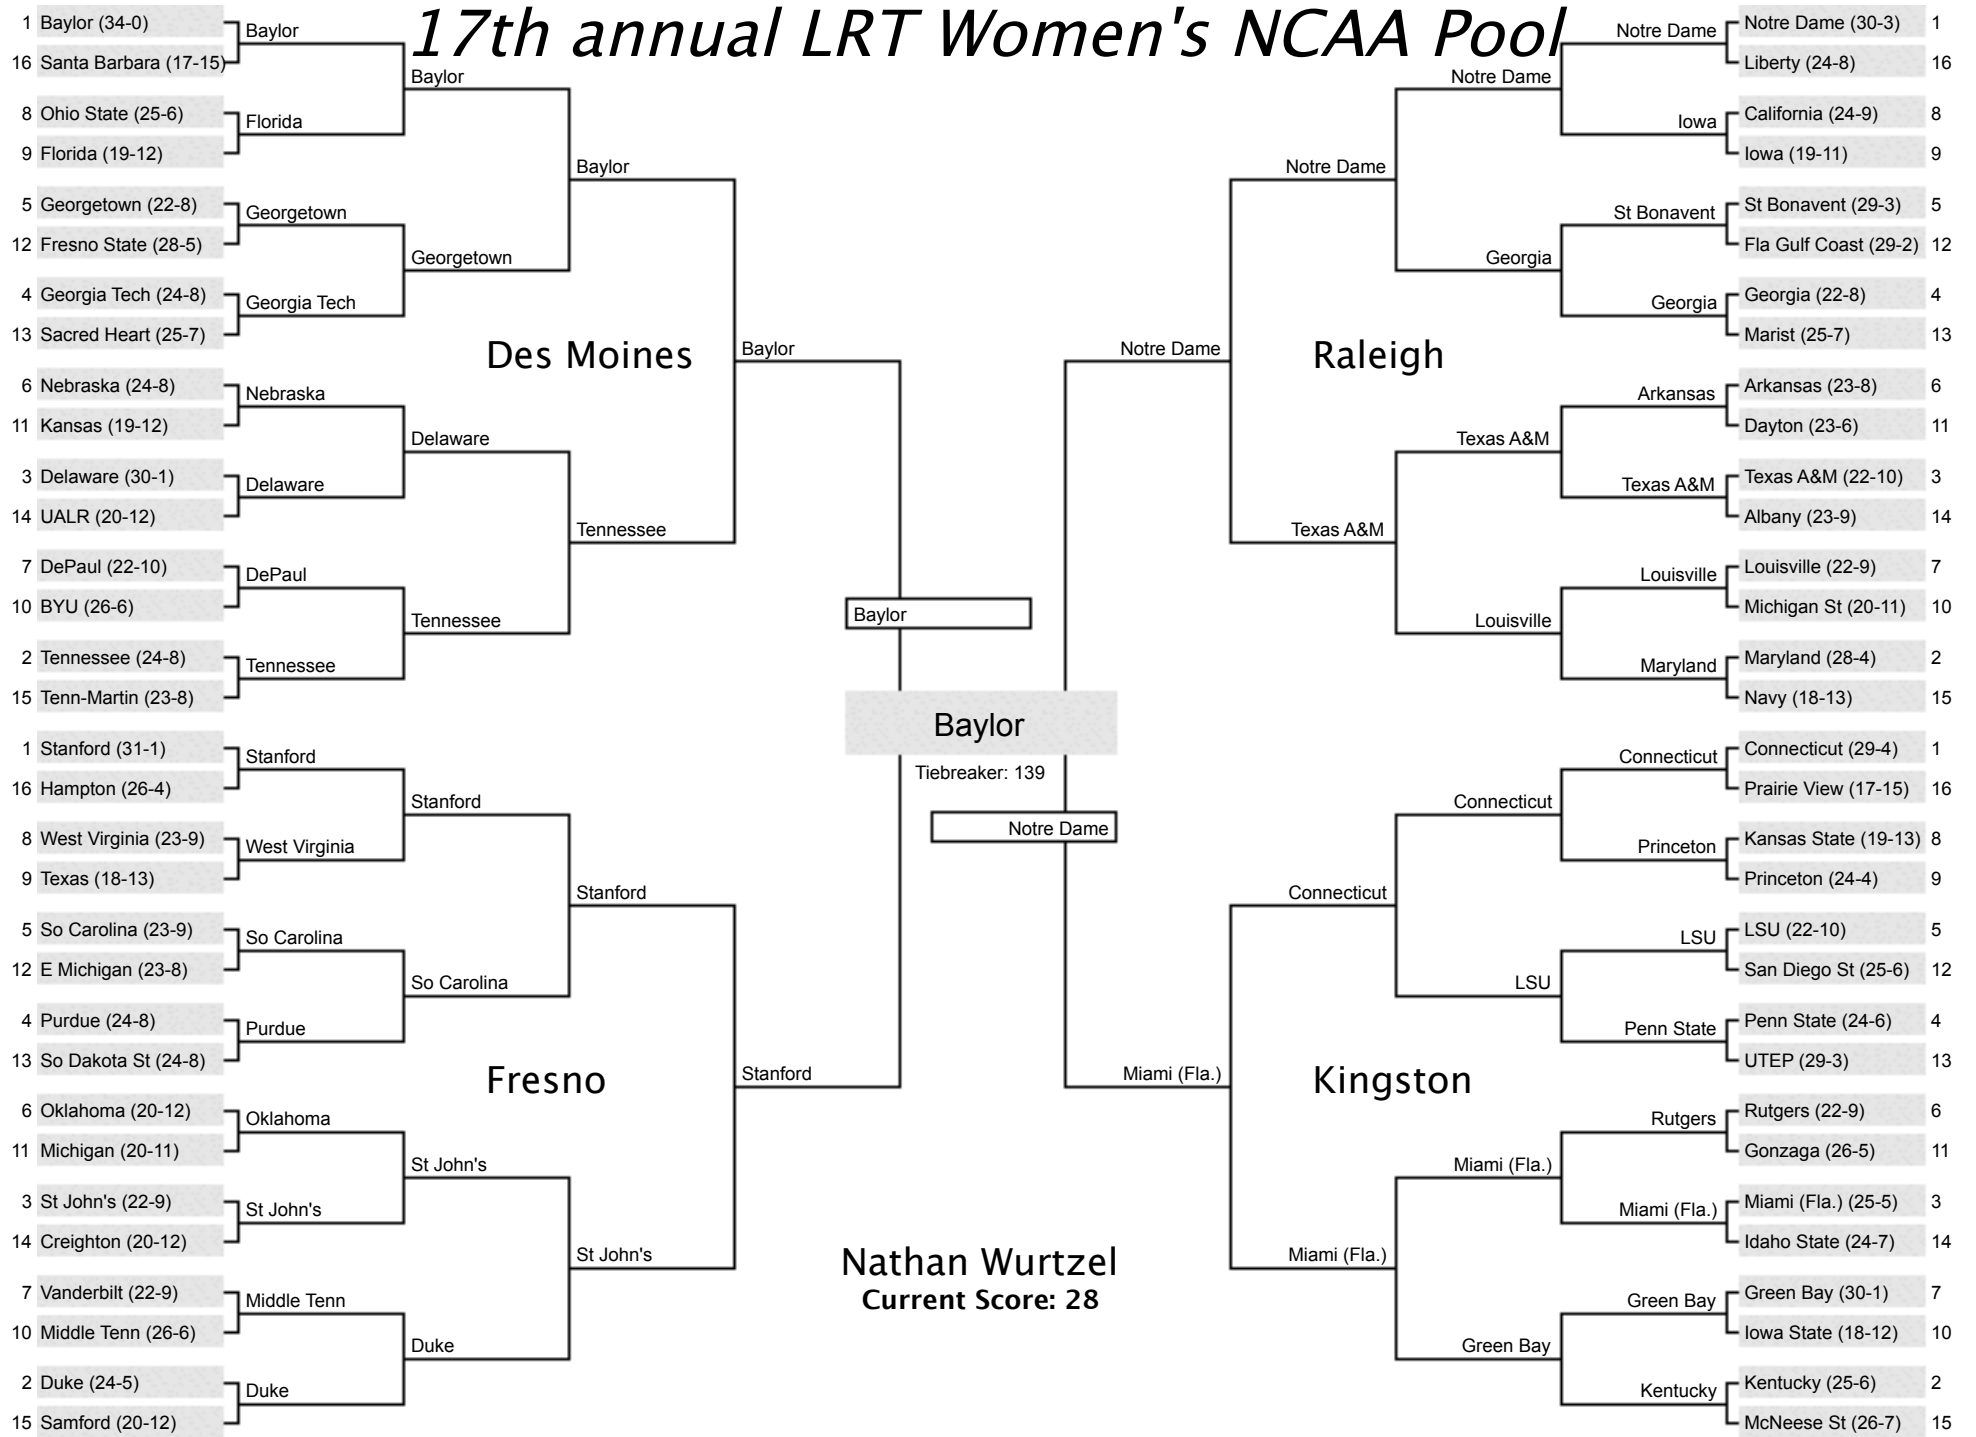 17th annual LRT Women's NCAA Pool
1 Baylor (34-0)
16 Santa Barbara (17-15)
8 Ohio State (25-6)
9 Florida (19-12)
5 Georgetown (22-8)
12 Fresno State (28-5)
4 Georgia Tech (24-8)
13 Sacred Heart (25-7)
6 Nebraska (24-8)
11 Kansas (19-12)
3 Delaware (30-1)
14 UALR (20-12)
7 DePaul (22-10)
10 BYU (26-6)
2 Tennessee (24-8)
15 Tenn-Martin (23-8)
Baylor
Florida
Georgetown
Georgia Tech
Nebraska
Delaware
DePaul
Tennessee
Baylor
Georgetown
Delaware
Tennessee
Baylor
Tennessee
Des Moines
Baylor
1 Stanford (31-1)
16 Hampton (26-4)
8 West Virginia (23-9)
9 Texas (18-13)
5 So Carolina (23-9)
12 E Michigan (23-8)
4 Purdue (24-8)
13 So Dakota St (24-8)
6 Oklahoma (20-12)
11 Michigan (20-11)
3 St John's (22-9)
14 Creighton (20-12)
7 Vanderbilt (22-9)
10 Middle Tenn (26-6)
2 Duke (24-5)
15 Samford (20-12)
Stanford
West Virginia
So Carolina
Purdue
Oklahoma
St John's
Middle Tenn
Duke
Stanford
So Carolina
St John's
Duke
Stanford
St John's
Fresno
Stanford
Baylor
Baylor
Tiebreaker: 139
Notre Dame
Nathan Wurtzel
Current Score: 28
Notre Dame
Raleigh
Notre Dame
Texas A&M
Notre Dame
Georgia
Texas A&M
Louisville
Notre Dame
Iowa
St Bonavent
Georgia
Arkansas
Texas A&M
Louisville
Maryland
Notre Dame (30-3) 1
Liberty (24-8) 16
California (24-9) 8
Iowa (19-11) 9
St Bonavent (29-3) 5
Fla Gulf Coast (29-2) 12
Georgia (22-8) 4
Marist (25-7) 13
Arkansas (23-8) 6
Dayton (23-6) 11
Texas A&M (22-10) 3
Albany (23-9) 14
Louisville (22-9) 7
Michigan St (20-11) 10
Maryland (28-4) 2
Navy (18-13) 15
Miami (Fla.)
Kingston
Connecticut
Miami (Fla.)
Connecticut
LSU
Miami (Fla.)
Green Bay
Connecticut
Princeton
LSU
Penn State
Rutgers
Miami (Fla.)
Green Bay
Kentucky
Connecticut (29-4) 1
Prairie View (17-15) 16
Kansas State (19-13) 8
Princeton (24-4) 9
LSU (22-10) 5
San Diego St (25-6) 12
Penn State (24-6) 4
UTEP (29-3) 13
Rutgers (22-9) 6
Gonzaga (26-5) 11
Miami (Fla.) (25-5) 3
Idaho State (24-7) 14
Green Bay (30-1) 7
Iowa State (18-12) 10
Kentucky (25-6) 2
McNeese St (26-7) 15